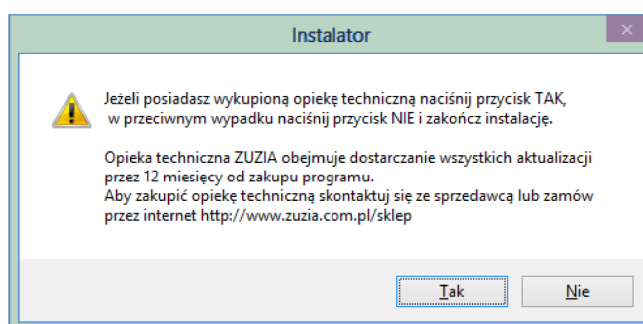 Instalator
Jeżeli posiadasz wykupioną opiekę techniczną naciśnij przycisk TAK,
w przeciwnym wypadku naciśnij przycisk NIE i zakończ instalację.
Opieka techniczna ZUZIA obejmuje dostarczanie wszystkich aktualizacji
przez 12 miesięcy od zakupu programu.
Aby zakupić opiekę techniczną skontaktuj się ze sprzedawcą lub zamów
przez internet http://www.zuzia.com.pl/sklep
Tak
Nie